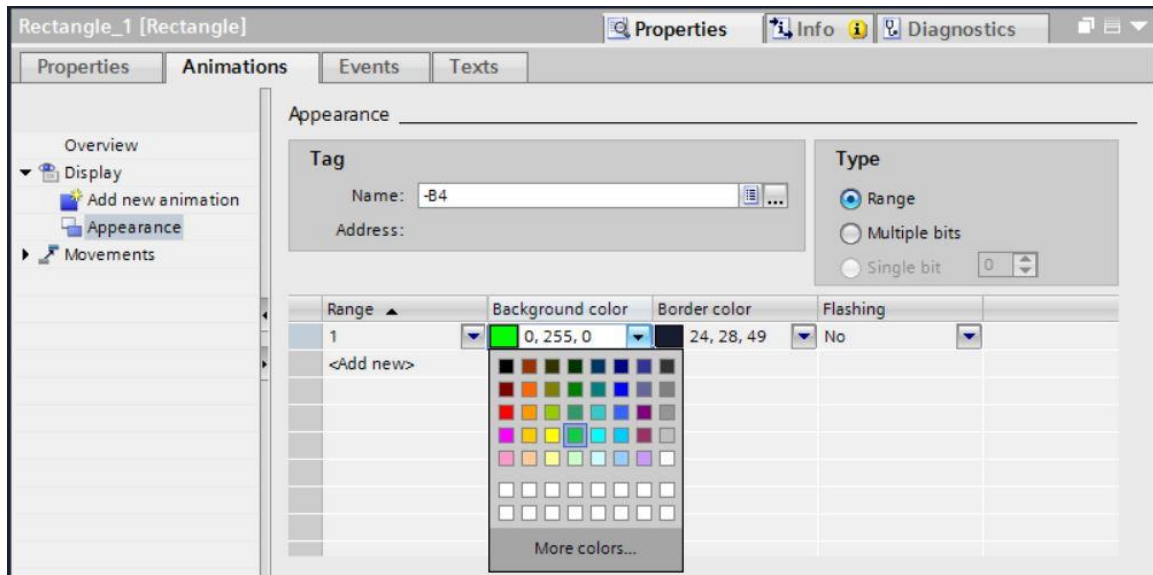 Rectangle_1 [Rectangle]
Properties Info Diagnostics
Properties Animations Events Texts
Appearance
Overview
Display
Add new animation
Appearance
Movements
Tag
Name: -B4
Address:
Type
Range
Multiple bits
Single bit 0
Range Background color Border color Flashing
1 0, 255, 0 24, 28, 49 No
<Add new>
More colors...